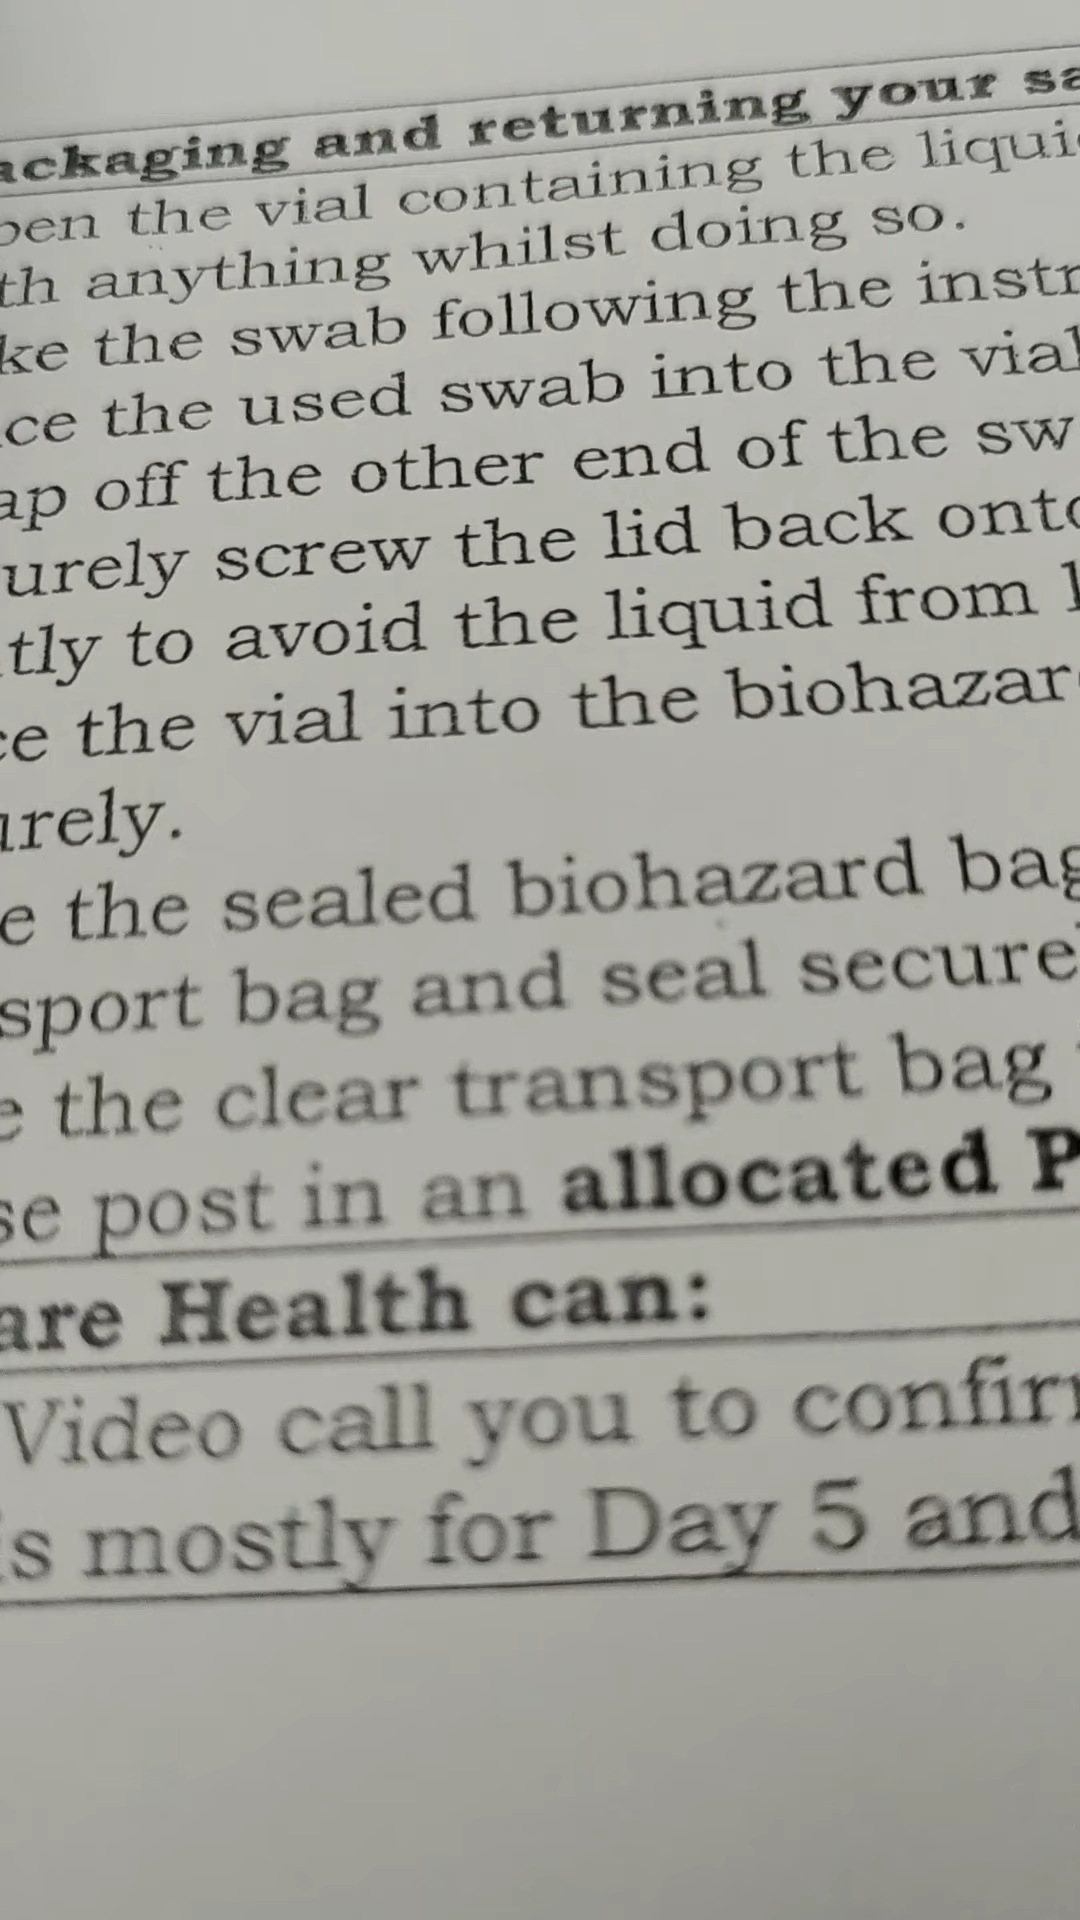 ackaging and returning your sa
pen the vial containing the liqui
th anything whilst doing so.
ke the swab following the instr
ce the used swab into the vial
ap off the other end of the sw
urely screw the lid back onto
tly to avoid the liquid from l
ce the vial into the biohazar
urely.
e the sealed biohazard bag
sport bag and seal secure
e the clear transport bag
se post in an allocated P
are Health can:
Video call you to confir
is mostly for Day 5 and